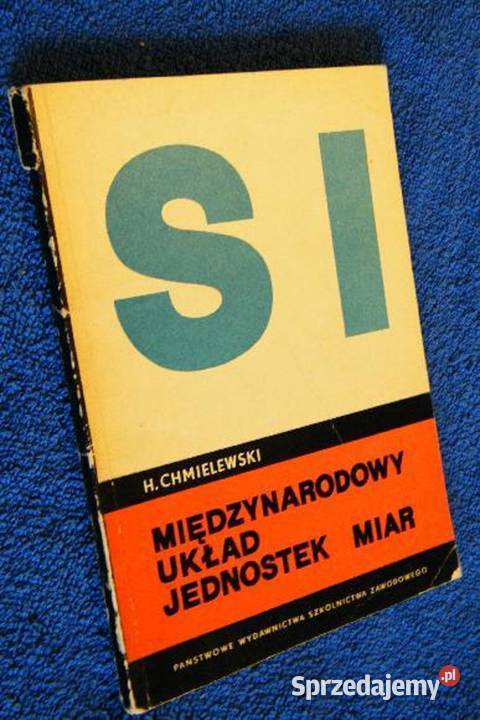 SI
H. CHMIELEWSKI
MIĘDZYNARODOWY
UKŁAD
JEDNOSTEK MIAR
PAŃSTWOWE WYDAWNICTWA SZKOLNICTWA ZAWODOWEGO
Sprzedajemy.pl